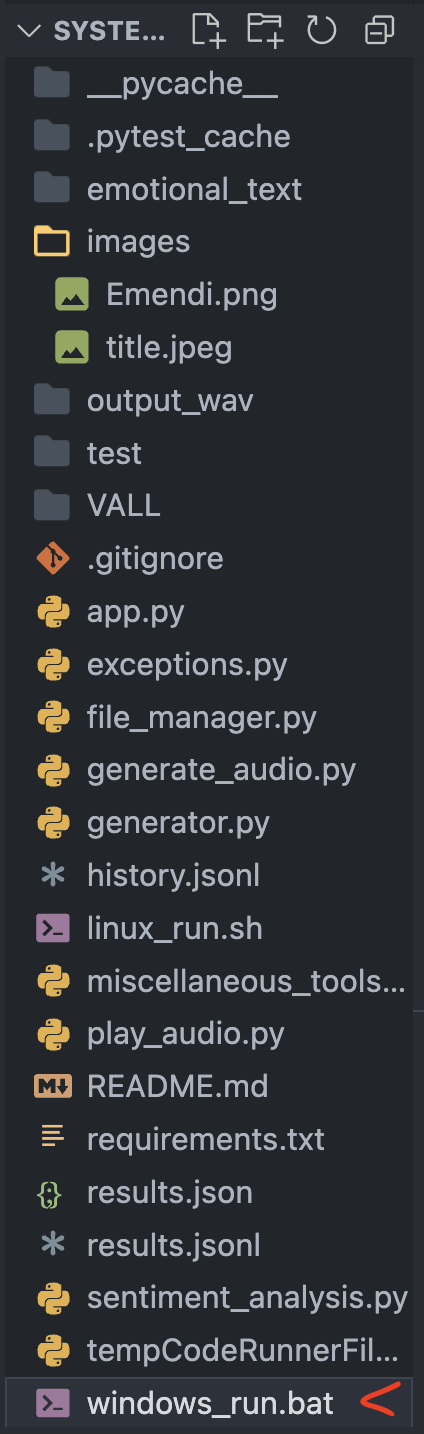 SYSTE...
__pycache__
.pytest_cache
emotional_text
images
Emendi.png
title.jpeg
output_wav
test
VALL
.gitignore
app.py
exceptions.py
file_manager.py
generate_audio.py
generator.py
history.jsonl
linux_run.sh
miscellaneous_tools...
play_audio.py
README.md
requirements.txt
results.json
results.jsonl
sentiment_analysis.py
tempCodeRunnerFil...
windows_run.bat